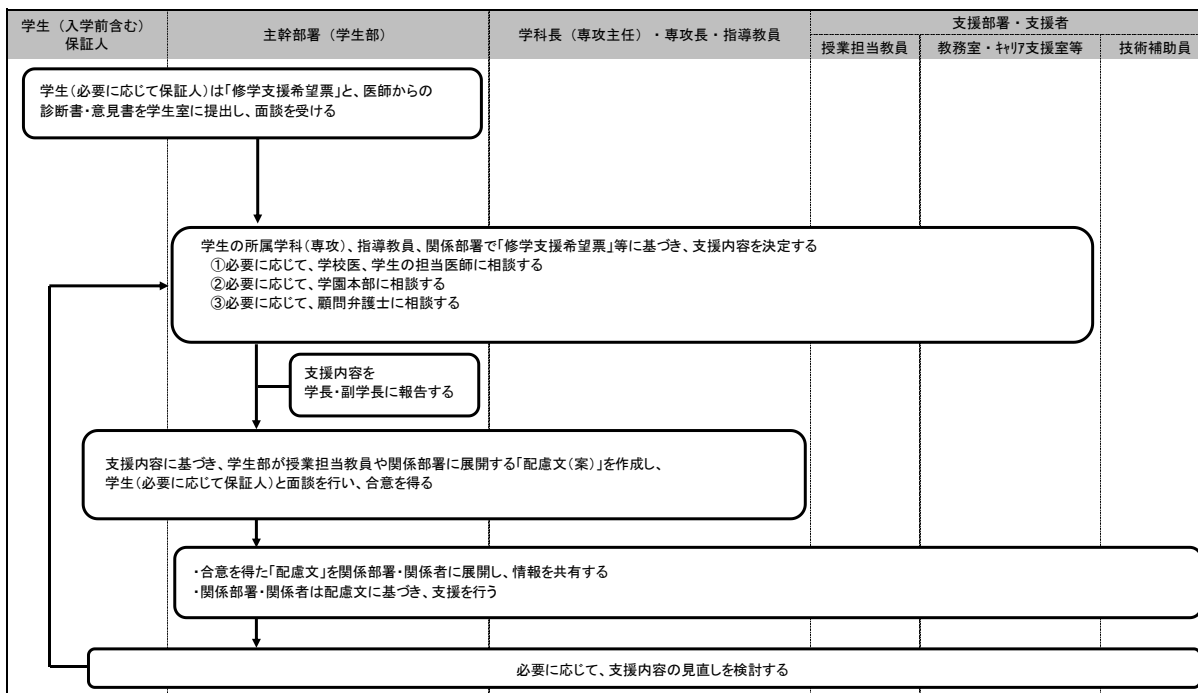 学生（入学前含む）
保証人
主幹部署（学生部）
学科長（専攻主任）・専攻長・指導教員
支援部署・支援者
授業担当教員
教務室・ｷｬﾘｱ支援室等
技術補助員
学生（必要に応じて保証人）は「修学支援希望票」と、医師からの
診断書・意見書を学生室に提出し、面談を受ける
学生の所属学科（専攻）、指導教員、関係部署で「修学支援希望票」等に基づき、支援内容を決定する
①必要に応じて、学校医、学生の担当医師に相談する
②必要に応じて、学園本部に相談する
③必要に応じて、顧問弁護士に相談する
支援内容を
学長・副学長に報告する
支援内容に基づき、学生部が授業担当教員や関係部署に展開する「配慮文（案）」を作成し、
学生（必要に応じて保証人）と面談を行い、合意を得る
・合意を得た「配慮文」を関係部署・関係者に展開し、情報を共有する
・関係部署・関係者は配慮文に基づき、支援を行う
必要に応じて、支援内容の見直しを検討する